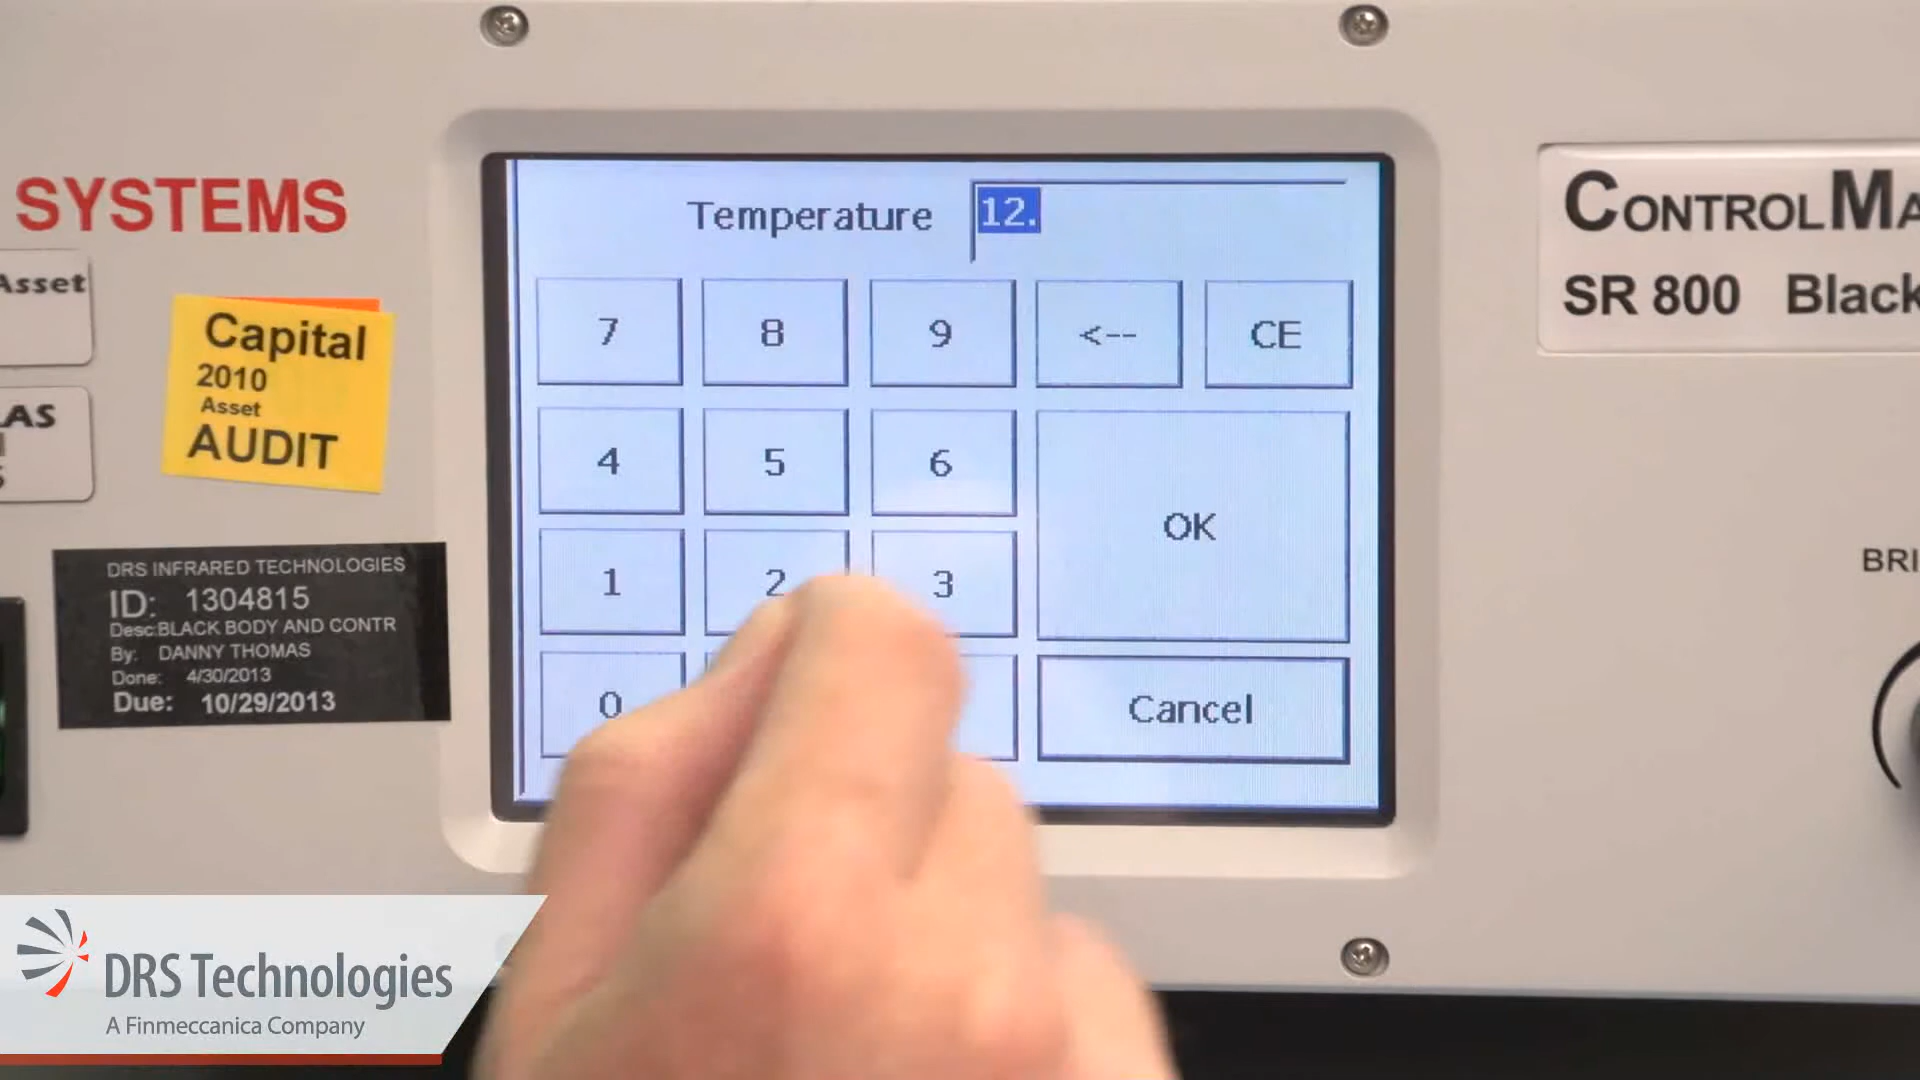 SYSTEMS
Asset
Capital
2010
Asset
AUDIT
DRS INFRARED TECHNOLOGIES
ID: 1304815
Desc:BLACK BODY AND CONTR
By: DANNY THOMAS
Done: 4/30/2013
Due: 10/29/2013
Temperature 12.
7 8 9 <-- CE
4 5 6
OK
1 2 3
0 Cancel
CONTROLMA
SR 800 Black
BRI
DRS Technologies
A Finmeccanica Company